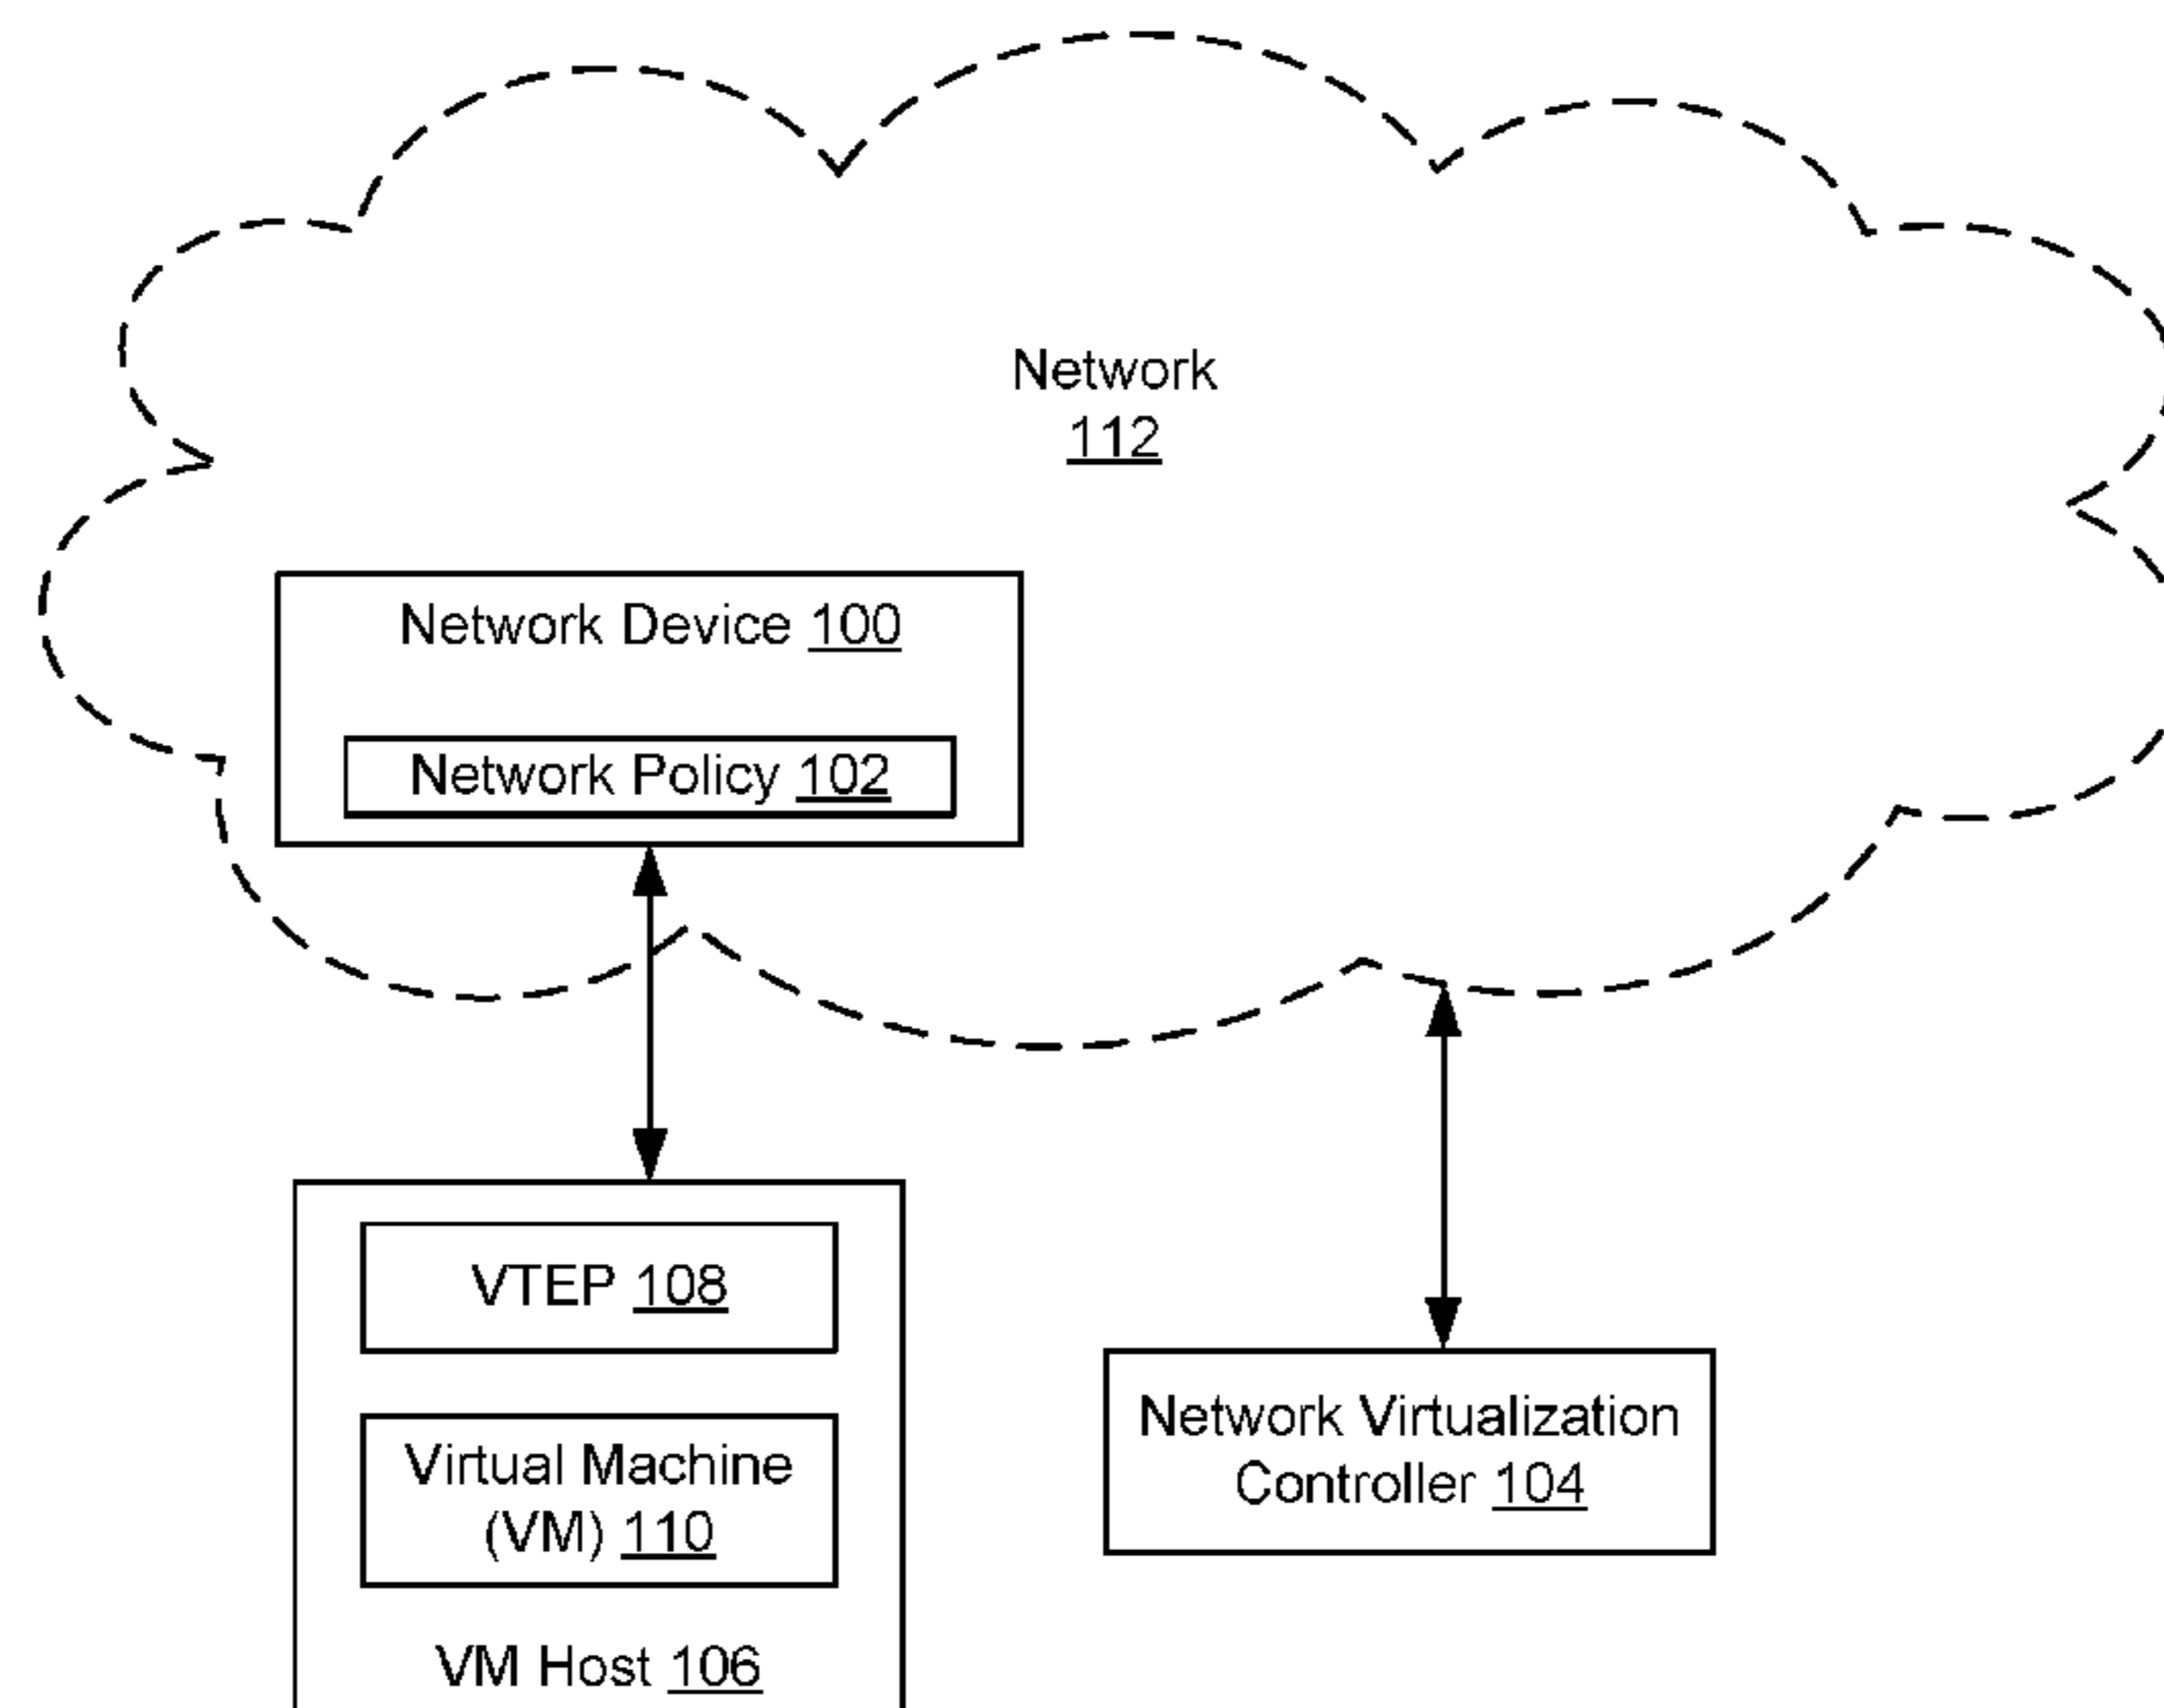 Network
112
Network Device 100
Network Policy 102
VTEP 108
Virtual Machine
(VM) 110
VM Host 106
Network Virtualization
Controller 104